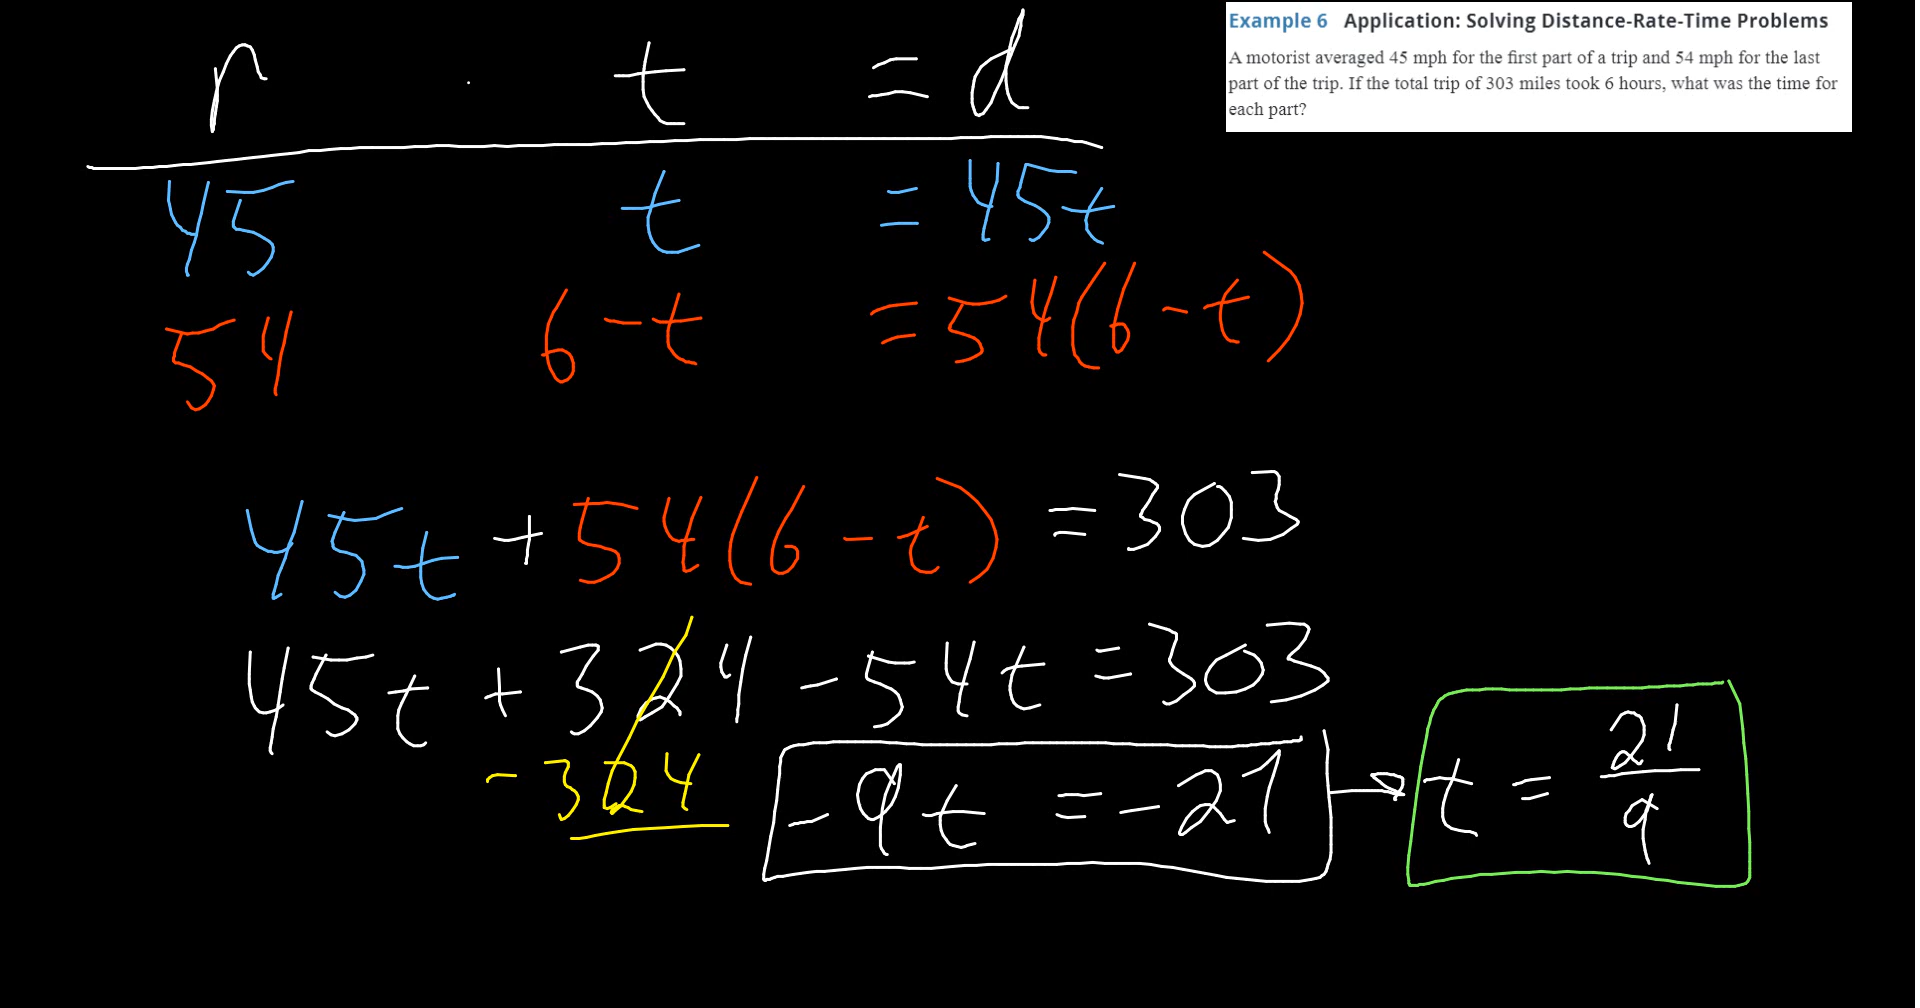 Example 6 Application: Solving Distance-Rate-Time Problems
A motorist averaged 45 mph for the first part of a trip and 54 mph for the last
part of the trip. If the total trip of 303 miles took 6 hours, what was the time for
each part?
r · t = d
45 t = 45t
54 6-t = 54(6-t)
45t + 54(6-t) = 303
45t + 324 - 54t = 303
-324
-9t = -21
t = 21/9